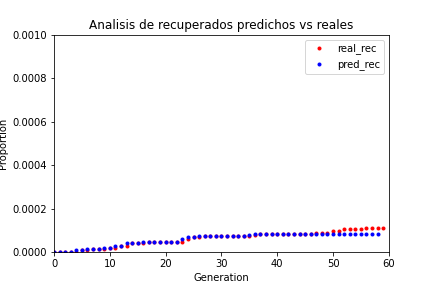 Analisis de recuperados predichos vs reales
real_rec
pred_rec
Proportion
0.0010
0.0008
0.0006
0.0004
0.0002
0.0000
0 10 20 30 40 50 60
Generation